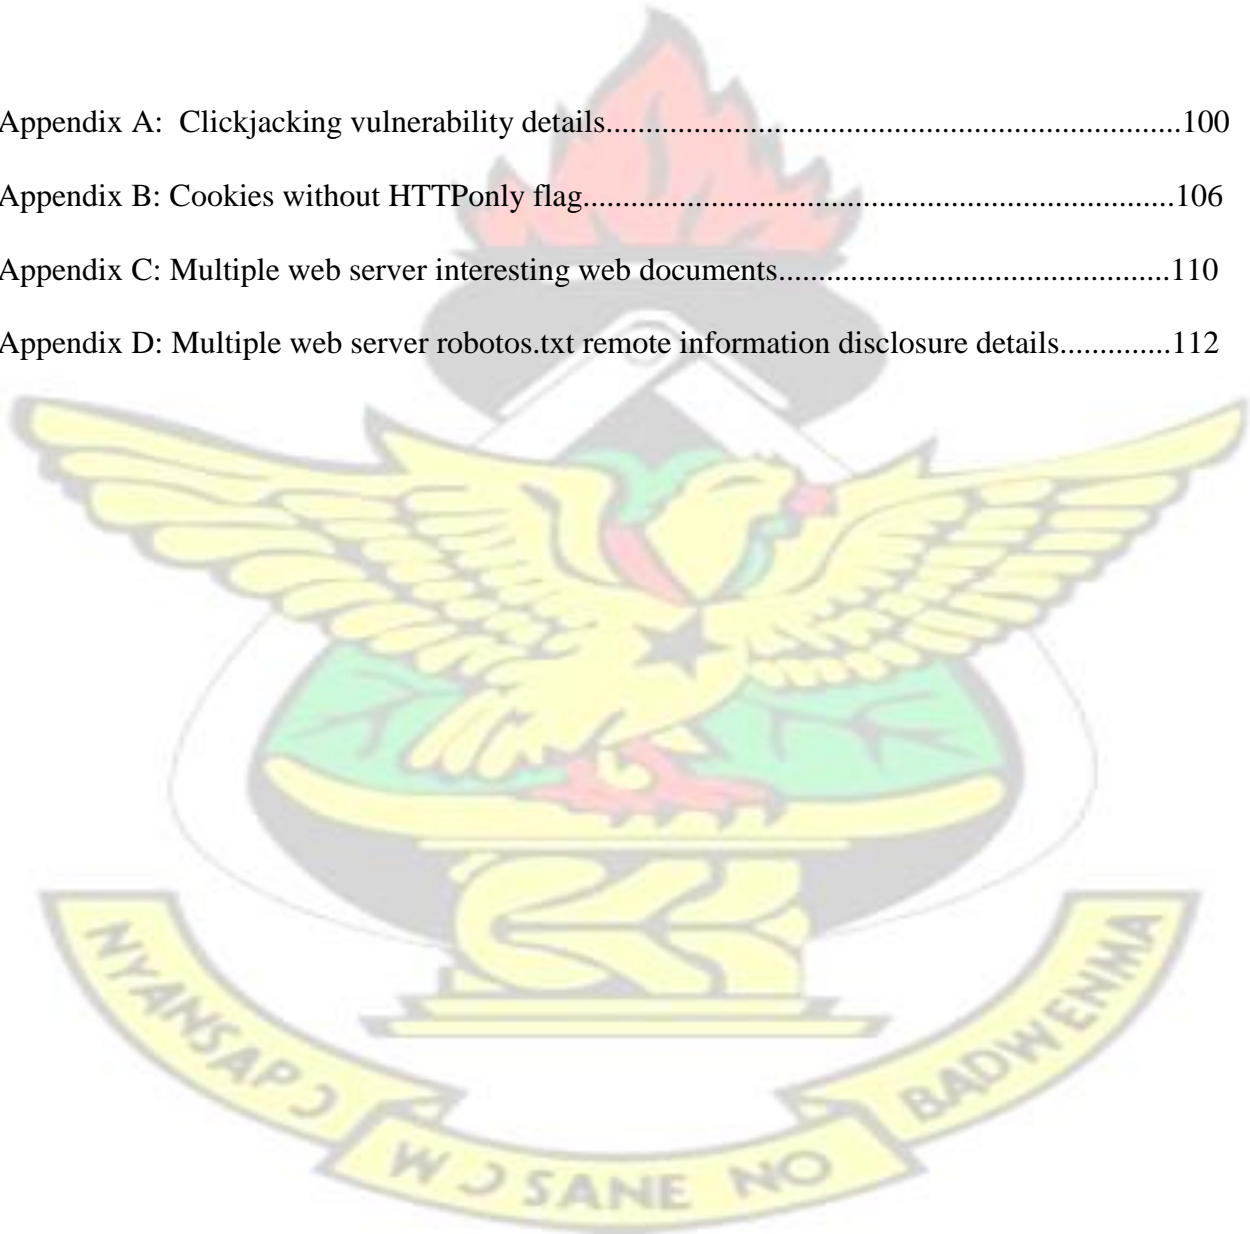 Appendix A:  Clickjacking vulnerability details..........................................................................100
Appendix B: Cookies without HTTPonly flag............................................................................106
Appendix C: Multiple web server interesting web documents..................................................110
Appendix D: Multiple web server robotos.txt remote information disclosure details..............112
NYANSAPƆ
WƆSANE NO
BADWENMA